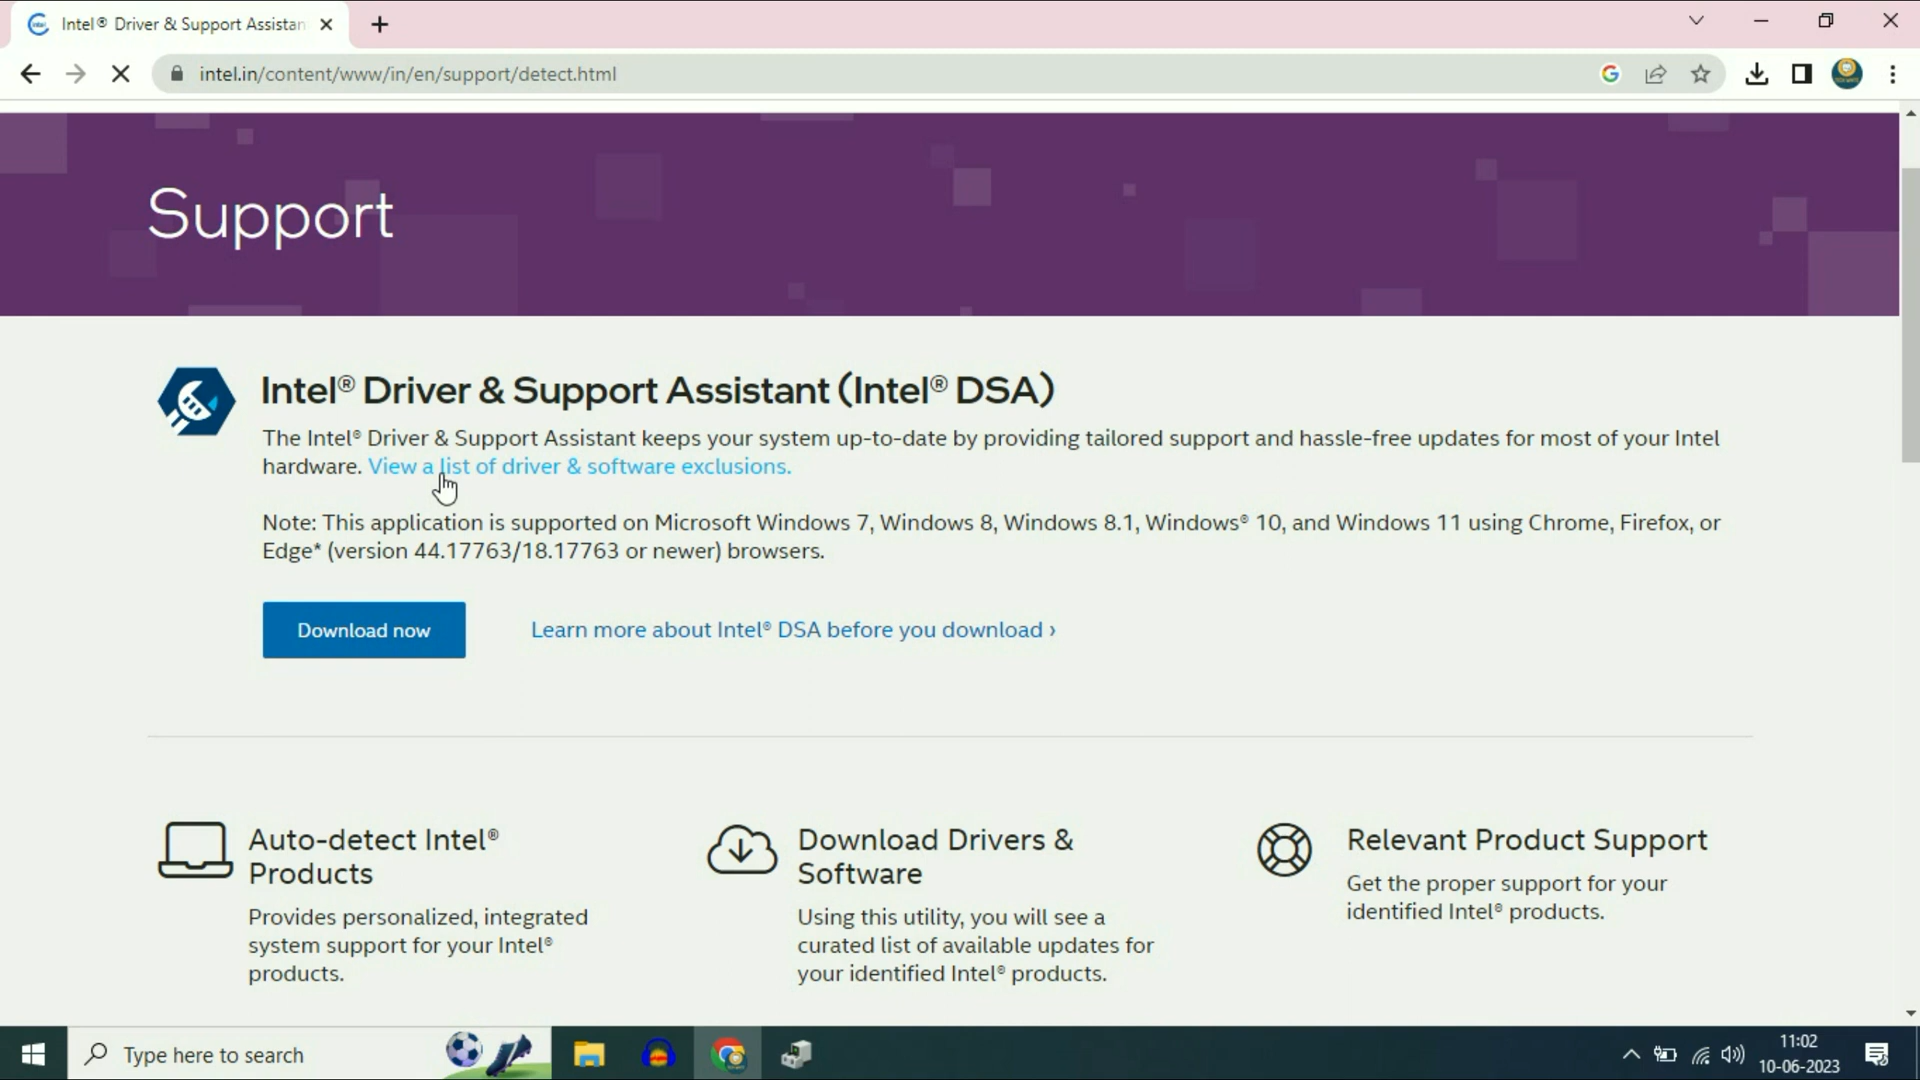 Intel® Driver & Support Assistan
intel.in/content/www/in/en/support/detect.html
Support
Intel® Driver & Support Assistant (Intel® DSA)
The Intel® Driver & Support Assistant keeps your system up-to-date by providing tailored support and hassle-free updates for most of your Intel
hardware. View a list of driver & software exclusions.
Note: This application is supported on Microsoft Windows 7, Windows 8, Windows 8.1, Windows® 10, and Windows 11 using Chrome, Firefox, or
Edge* (version 44.17763/18.17763 or newer) browsers.
Download now
Learn more about Intel® DSA before you download ›
Auto-detect Intel®
Products
Provides personalized, integrated
system support for your Intel®
products.
Download Drivers &
Software
Using this utility, you will see a
curated list of available updates for
your identified Intel® products.
Relevant Product Support
Get the proper support for your
identified Intel® products.
Type here to search
11:02
10-06-2023